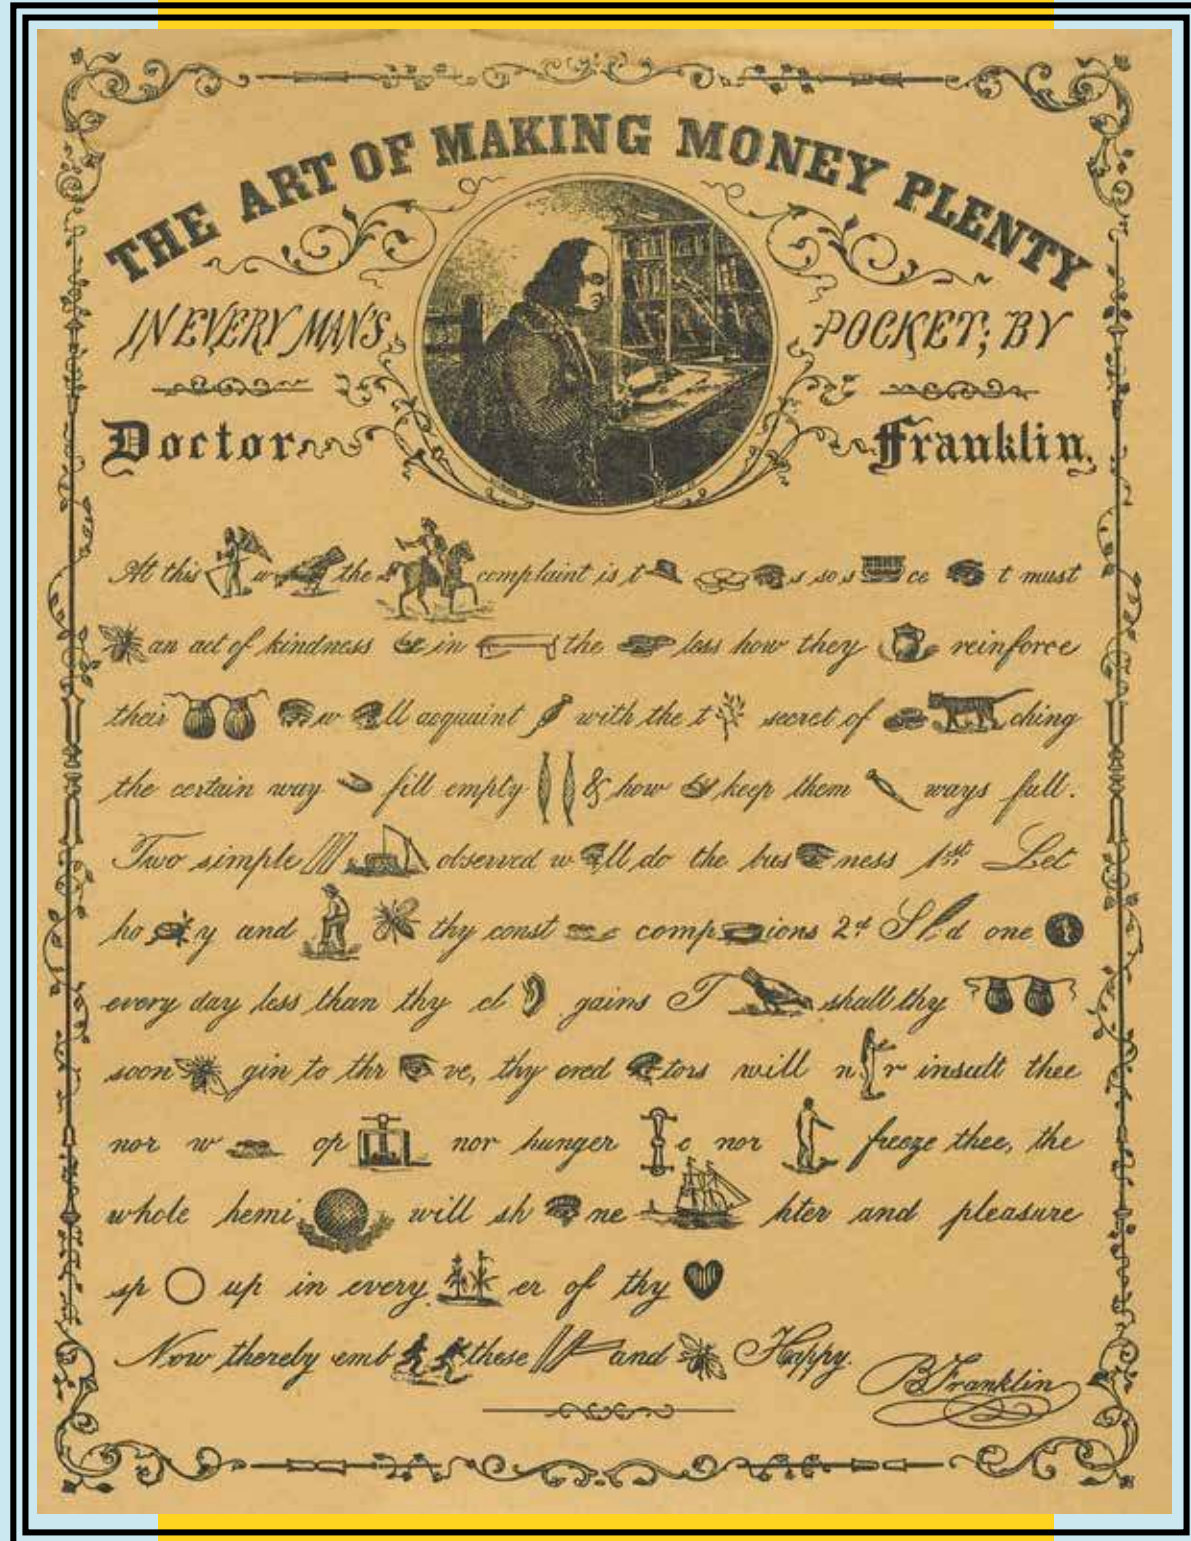 THE ART OF MAKING MONEY PLENTY
IN EVERY MAN'S POCKET; BY
Doctor Franklin,
At this w the complaint is t s so s ce t must
an act of kindness in the less how they reinforce
their w ll acquaint with the t secret of ching
the certain way fill empty & how keep them ways full.
Two simple observed w ll do the bus ness 1st Let
ho y and thy const comp ions 2d d one
every day less than thy cl gains T shall thy
soon gin to thr ve, thy cred tors will n r insult thee
nor w op nor hunger e nor freeze thee, the
whole hemi will sh ne hter and pleasure
sp up in every er of thy
Now thereby emb these and Happy.
B Franklin